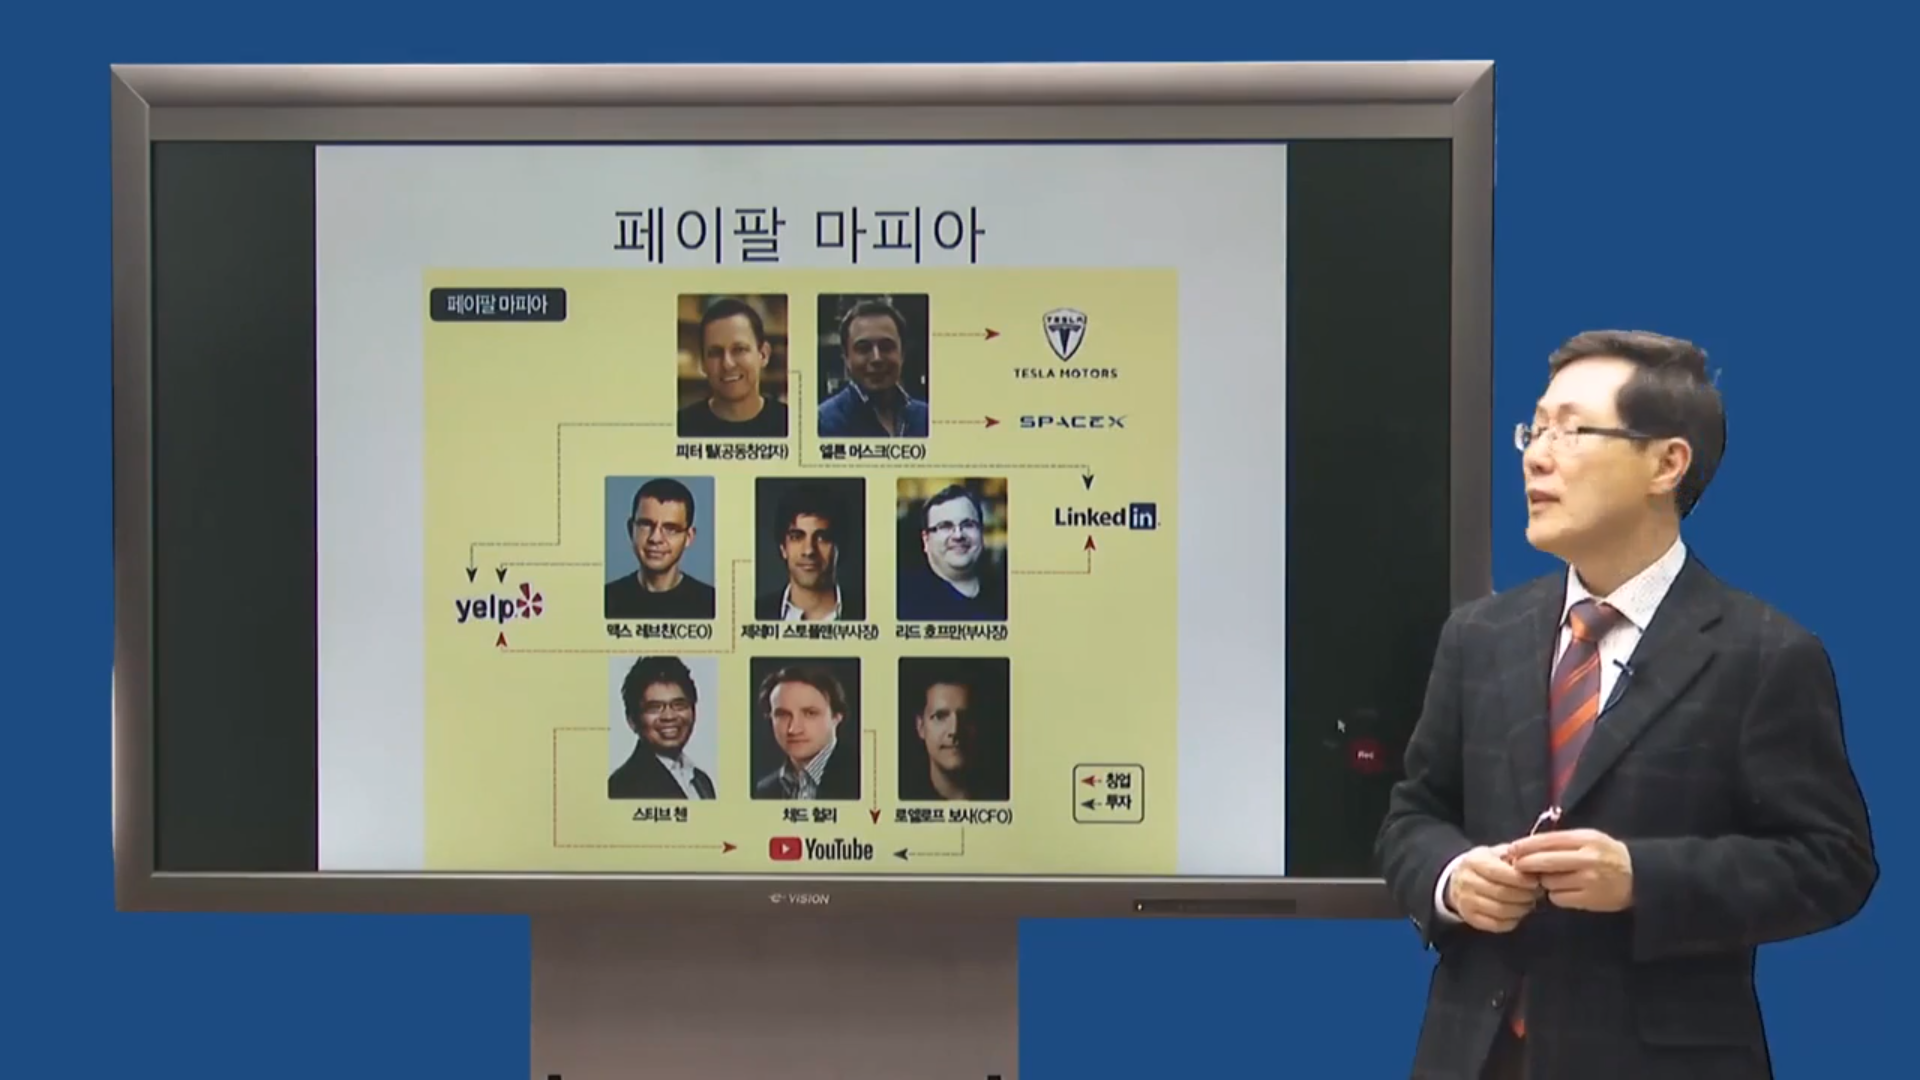 페이팔 마피아
페이팔 마피아
TESLA
TESLA MOTORS
SPACEX
피터 틸(공동창업자)
엘론 머스크(CEO)
Linked in
yelp
맥스 레브친(CEO)
제레미 스토플맨(부사장)
리드 호프만(부사장)
스티브 첸
채드 헐리
로엘로프 보사(CFO)
창업
투자
YouTube
Rec
e-VISION